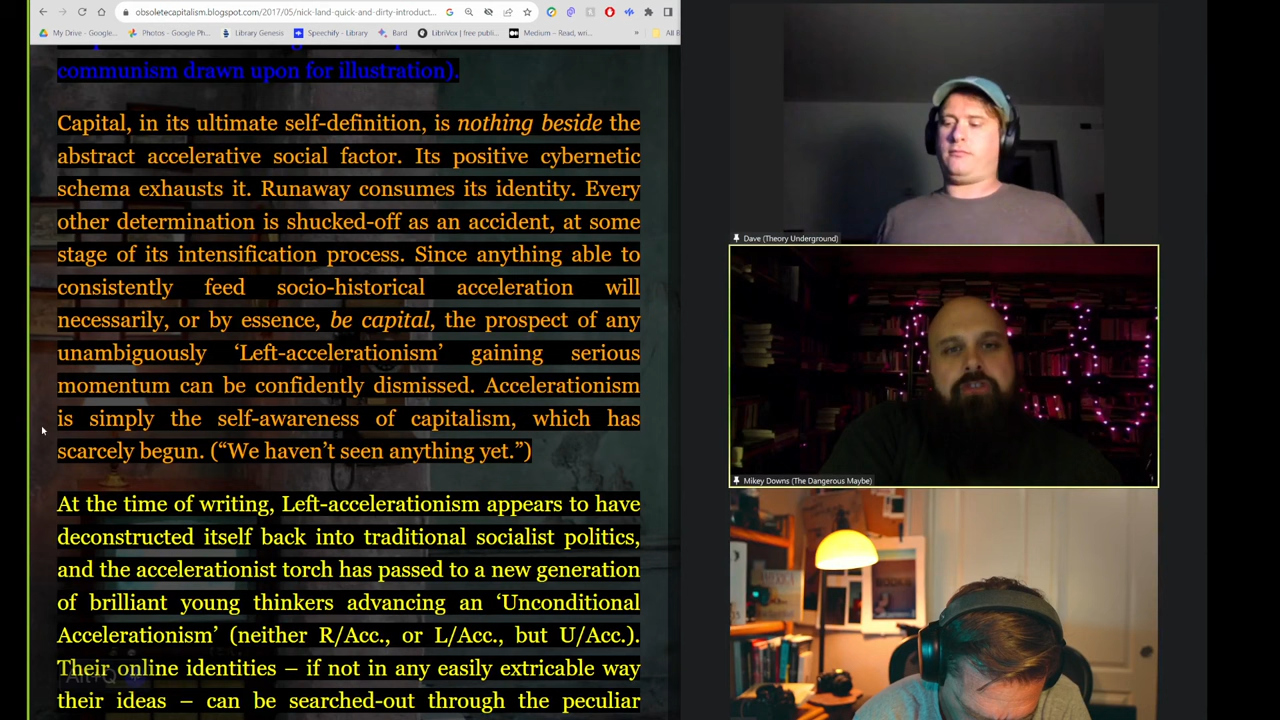 obsoletecapitalism.blogspot.com/2017/05/nick-land-quick-and-dirty-introduct...
My Drive - Google...
Photos - Google Ph...
Library Genesis
Speechify - Library
Bard
LibriVox | free publi...
Medium – Read, wri...
»
All B
communism drawn upon for illustration).
Capital, in its ultimate self-definition, is nothing beside the
abstract accelerative social factor. Its positive cybernetic
schema exhausts it. Runaway consumes its identity. Every
other determination is shucked-off as an accident, at some
stage of its intensification process. Since anything able to
consistently feed socio-historical acceleration will
necessarily, or by essence, be capital, the prospect of any
unambiguously ‘Left-accelerationism’ gaining serious
momentum can be confidently dismissed. Accelerationism
is simply the self-awareness of capitalism, which has
scarcely begun. (“We haven’t seen anything yet.”)
At the time of writing, Left-accelerationism appears to have
deconstructed itself back into traditional socialist politics,
and the accelerationist torch has passed to a new generation
of brilliant young thinkers advancing an ‘Unconditional
Accelerationism’ (neither R/Acc., or L/Acc., but U/Acc.).
Their online identities – if not in any easily extricable way
their ideas – can be searched-out through the peculiar
Alt+Q
Dave (Theory Underground)
Mikey Downs (The Dangerous Maybe)